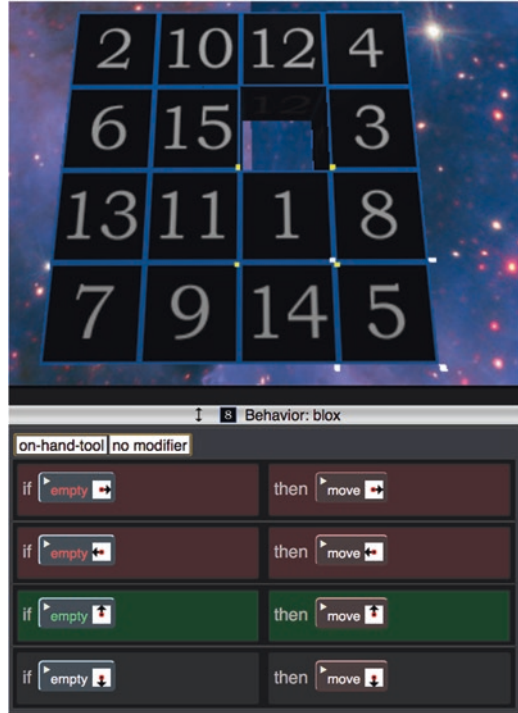 2 10 12 4
12
6 15 3
13 11 1 8
7 9 14 5
8 Behavior: blox
on-hand-tool no modifier
if empty then move
if empty then move
if empty then move
if empty then move